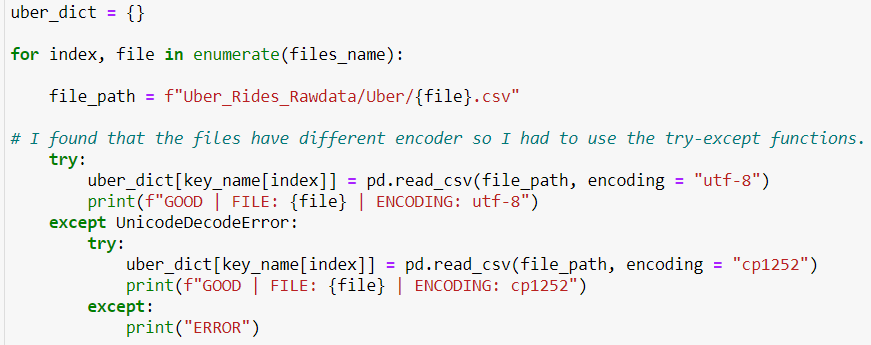 uber_dict = {}
for index, file in enumerate(files_name):
    file_path = f"Uber_Rides_Rawdata/Uber/{file}.csv"
# I found that the files have different encoder so I had to use the try-except functions.
    try:
        uber_dict[key_name[index]] = pd.read_csv(file_path, encoding = "utf-8")
        print(f"GOOD | FILE: {file} | ENCODING: utf-8")
    except UnicodeDecodeError:
        try:
            uber_dict[key_name[index]] = pd.read_csv(file_path, encoding = "cp1252")
            print(f"GOOD | FILE: {file} | ENCODING: cp1252")
        except:
            print("ERROR")